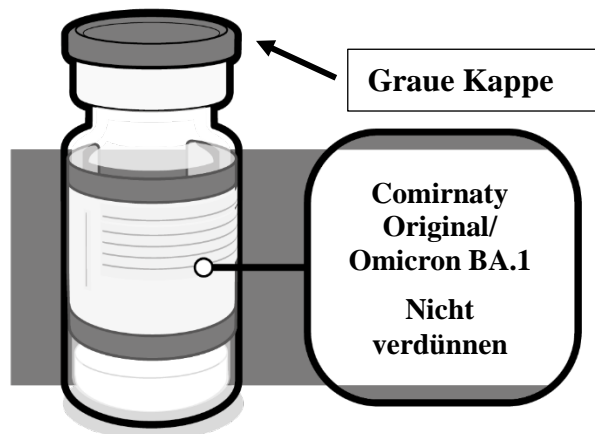 Graue Kappe
Comirnaty
Original/
Omicron BA.1
Nicht
verdünnen